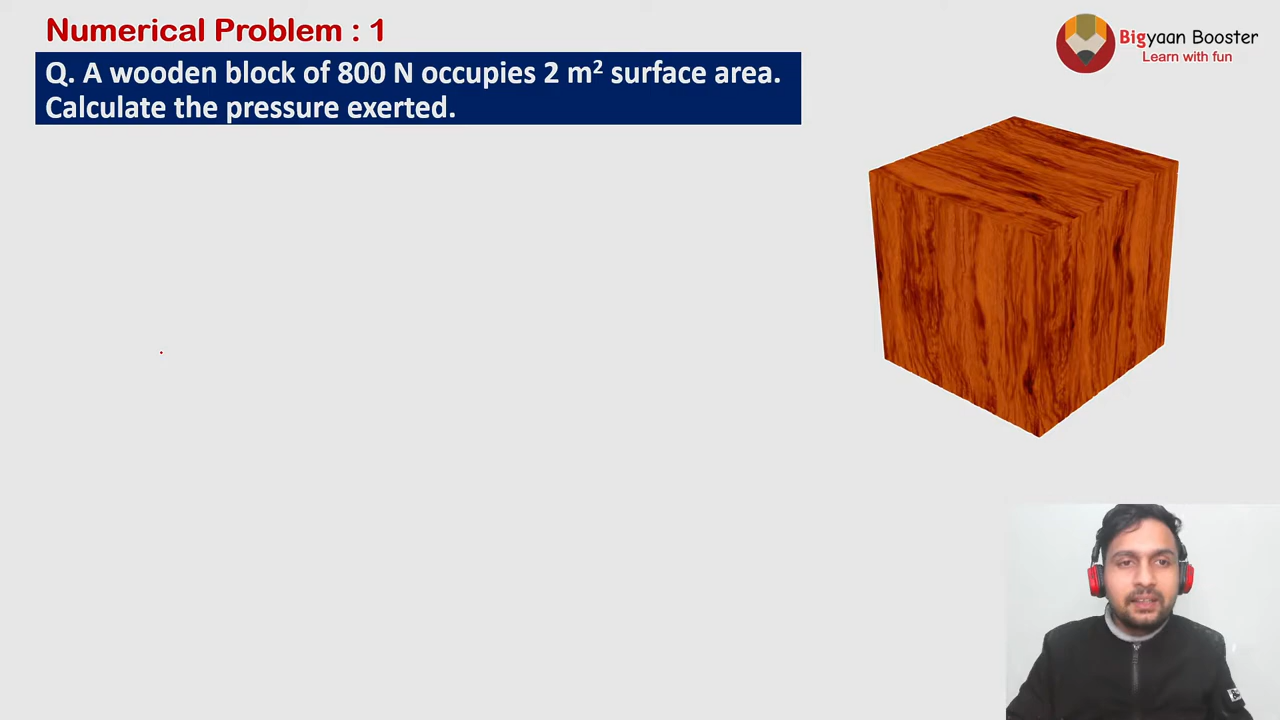 Numerical Problem : 1
Bigyaan Booster
Learn with fun
Q. A wooden block of 800 N occupies 2 m² surface area.
Calculate the pressure exerted.